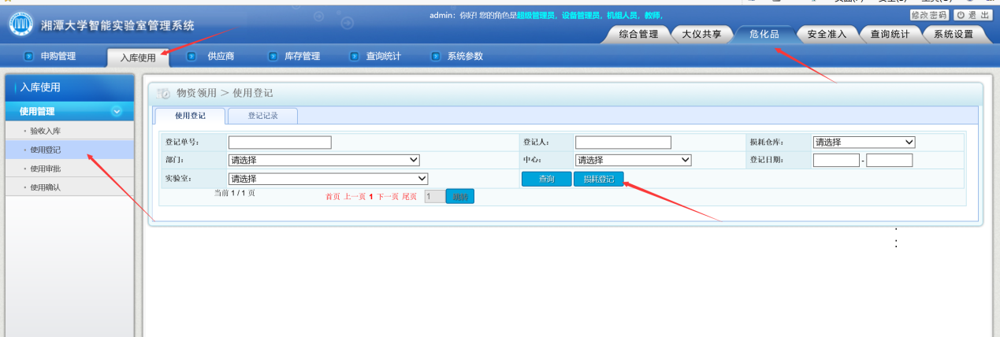 admin: 你好! 您的角色是超级管理员, 设备管理员, 机组人员, 教师,
修改密码 退 出
湘潭大学智能实验室管理系统
综合管理 大仪共享 危化品 安全准入 查询统计 系统设置
申购管理 入库使用 供应商 库存管理 查询统计 系统参数
入库使用
使用管理
· 验收入库
· 使用登记
· 使用审批
· 使用确认
物资领用 > 使用登记
使用登记 登记记录
登记单号: 登记人: 损耗仓库: 请选择
部门: 请选择 中心: 请选择 登记日期: -
实验室: 请选择 查询 损耗登记
当前 1 / 1 页 首页 上一页 1 下一页 尾页 1 跳转